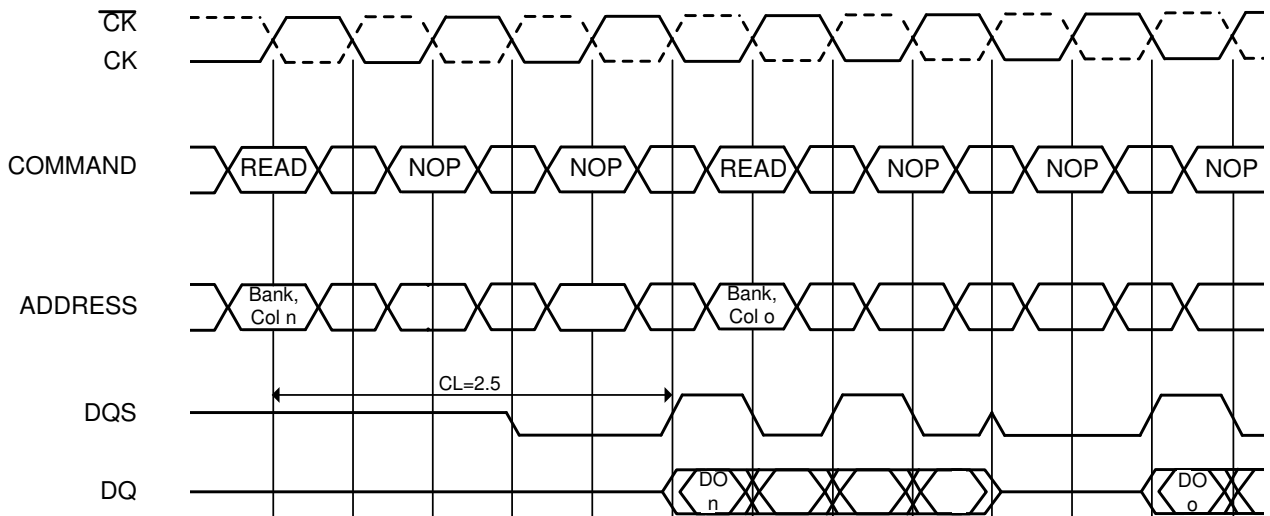 C̅K̅
CK
COMMAND READ NOP NOP READ NOP NOP NOP
ADDRESS Bank, Col n Bank, Col o
CL=2.5
DQS
DQ DO n DO o